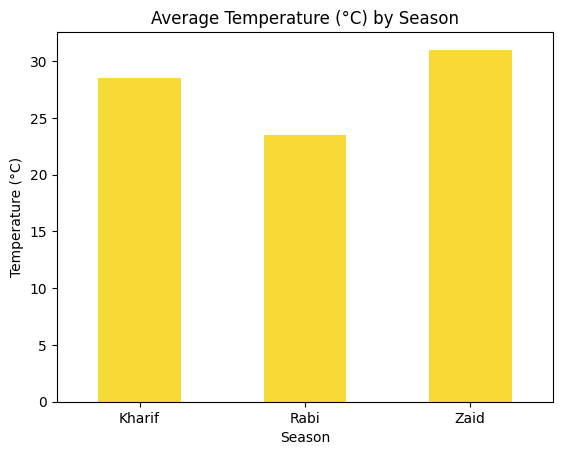 Average Temperature (°C) by Season
Temperature (°C)
30
25
20
15
10
5
0
Kharif
Rabi
Zaid
Season